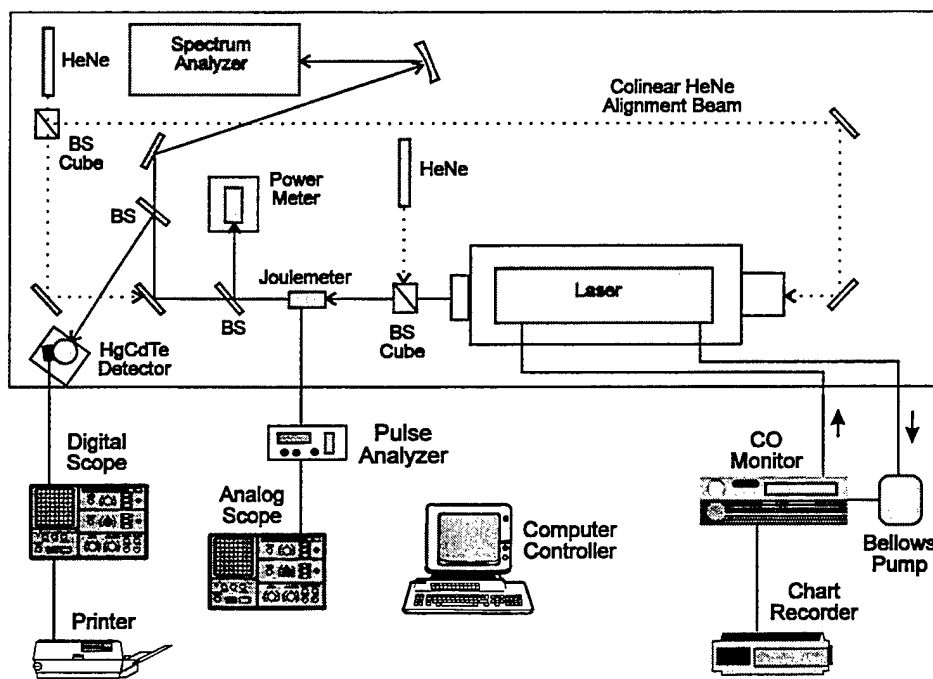 HeNe
Spectrum
Analyzer
Colinear HeNe
Alignment Beam
BS
Cube
HeNe
Power
Meter
BS
Joulemeter
Laser
BS
BS
Cube
HgCdTe
Detector
Digital
Scope
Pulse
Analyzer
CO
Monitor
Analog
Scope
Computer
Controller
Bellows
Pump
Chart
Recorder
Printer